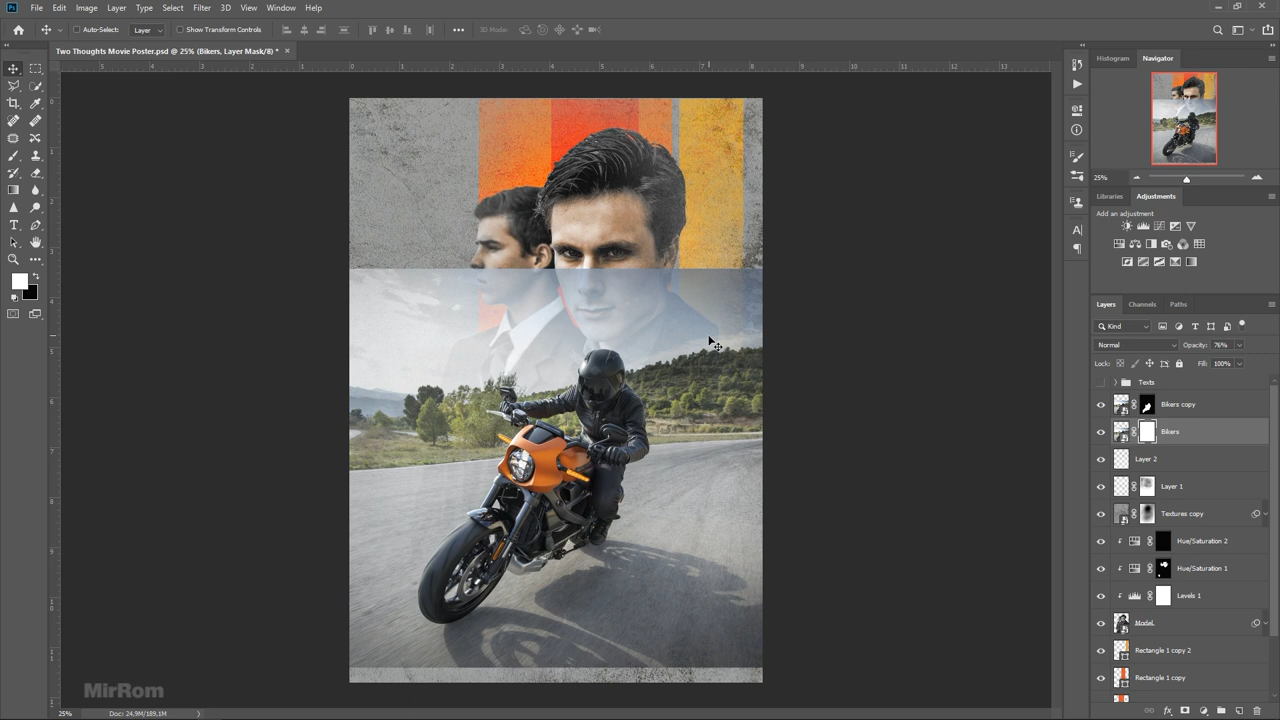 Ps File Edit Image Layer Type Select Filter 3D View Window Help
Auto-Select: Layer Show Transform Controls 3D Mode:
Two Thoughts Movie Poster.psd @ 25% (Bikers, Layer Mask/8) *
Histogram Navigator
25%
Libraries Adjustments
Add an adjustment
Layers Channels Paths
Kind
Normal Opacity: 76%
Lock: Fill: 100%
Texts
Bikers copy
Bikers
Layer 2
Layer 1
Textures copy
Hue/Saturation 2
Hue/Saturation 1
Levels 1
Model
Rectangle 1 copy 2
Rectangle 1 copy
MirRom
25% Doc: 24,9M/189,1M